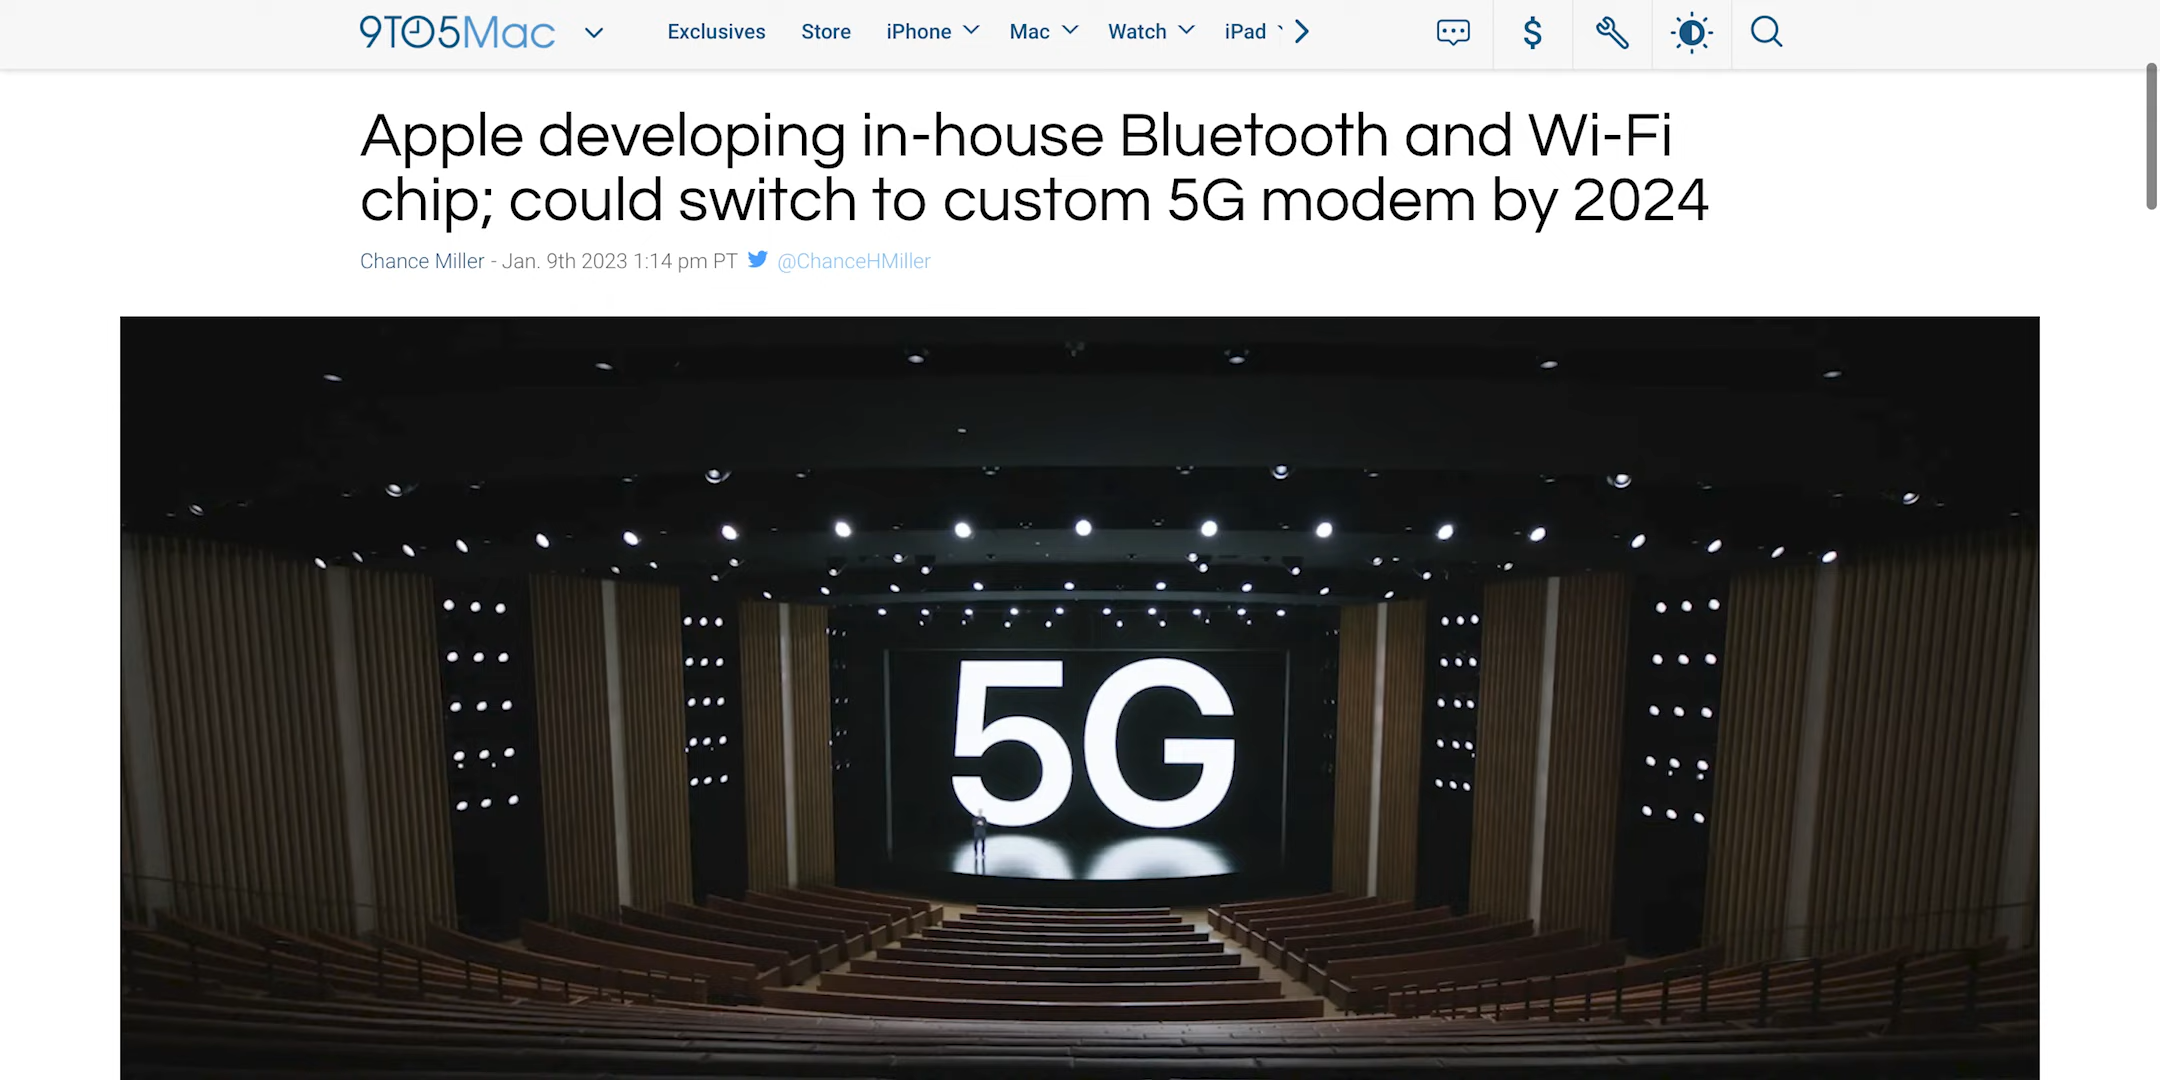 9TO5Mac Exclusives Store iPhone Mac Watch iPad $
Apple developing in-house Bluetooth and Wi-Fi
chip; could switch to custom 5G modem by 2024
Chance Miller - Jan. 9th 2023 1:14 pm PT @ChanceHMiller
5G